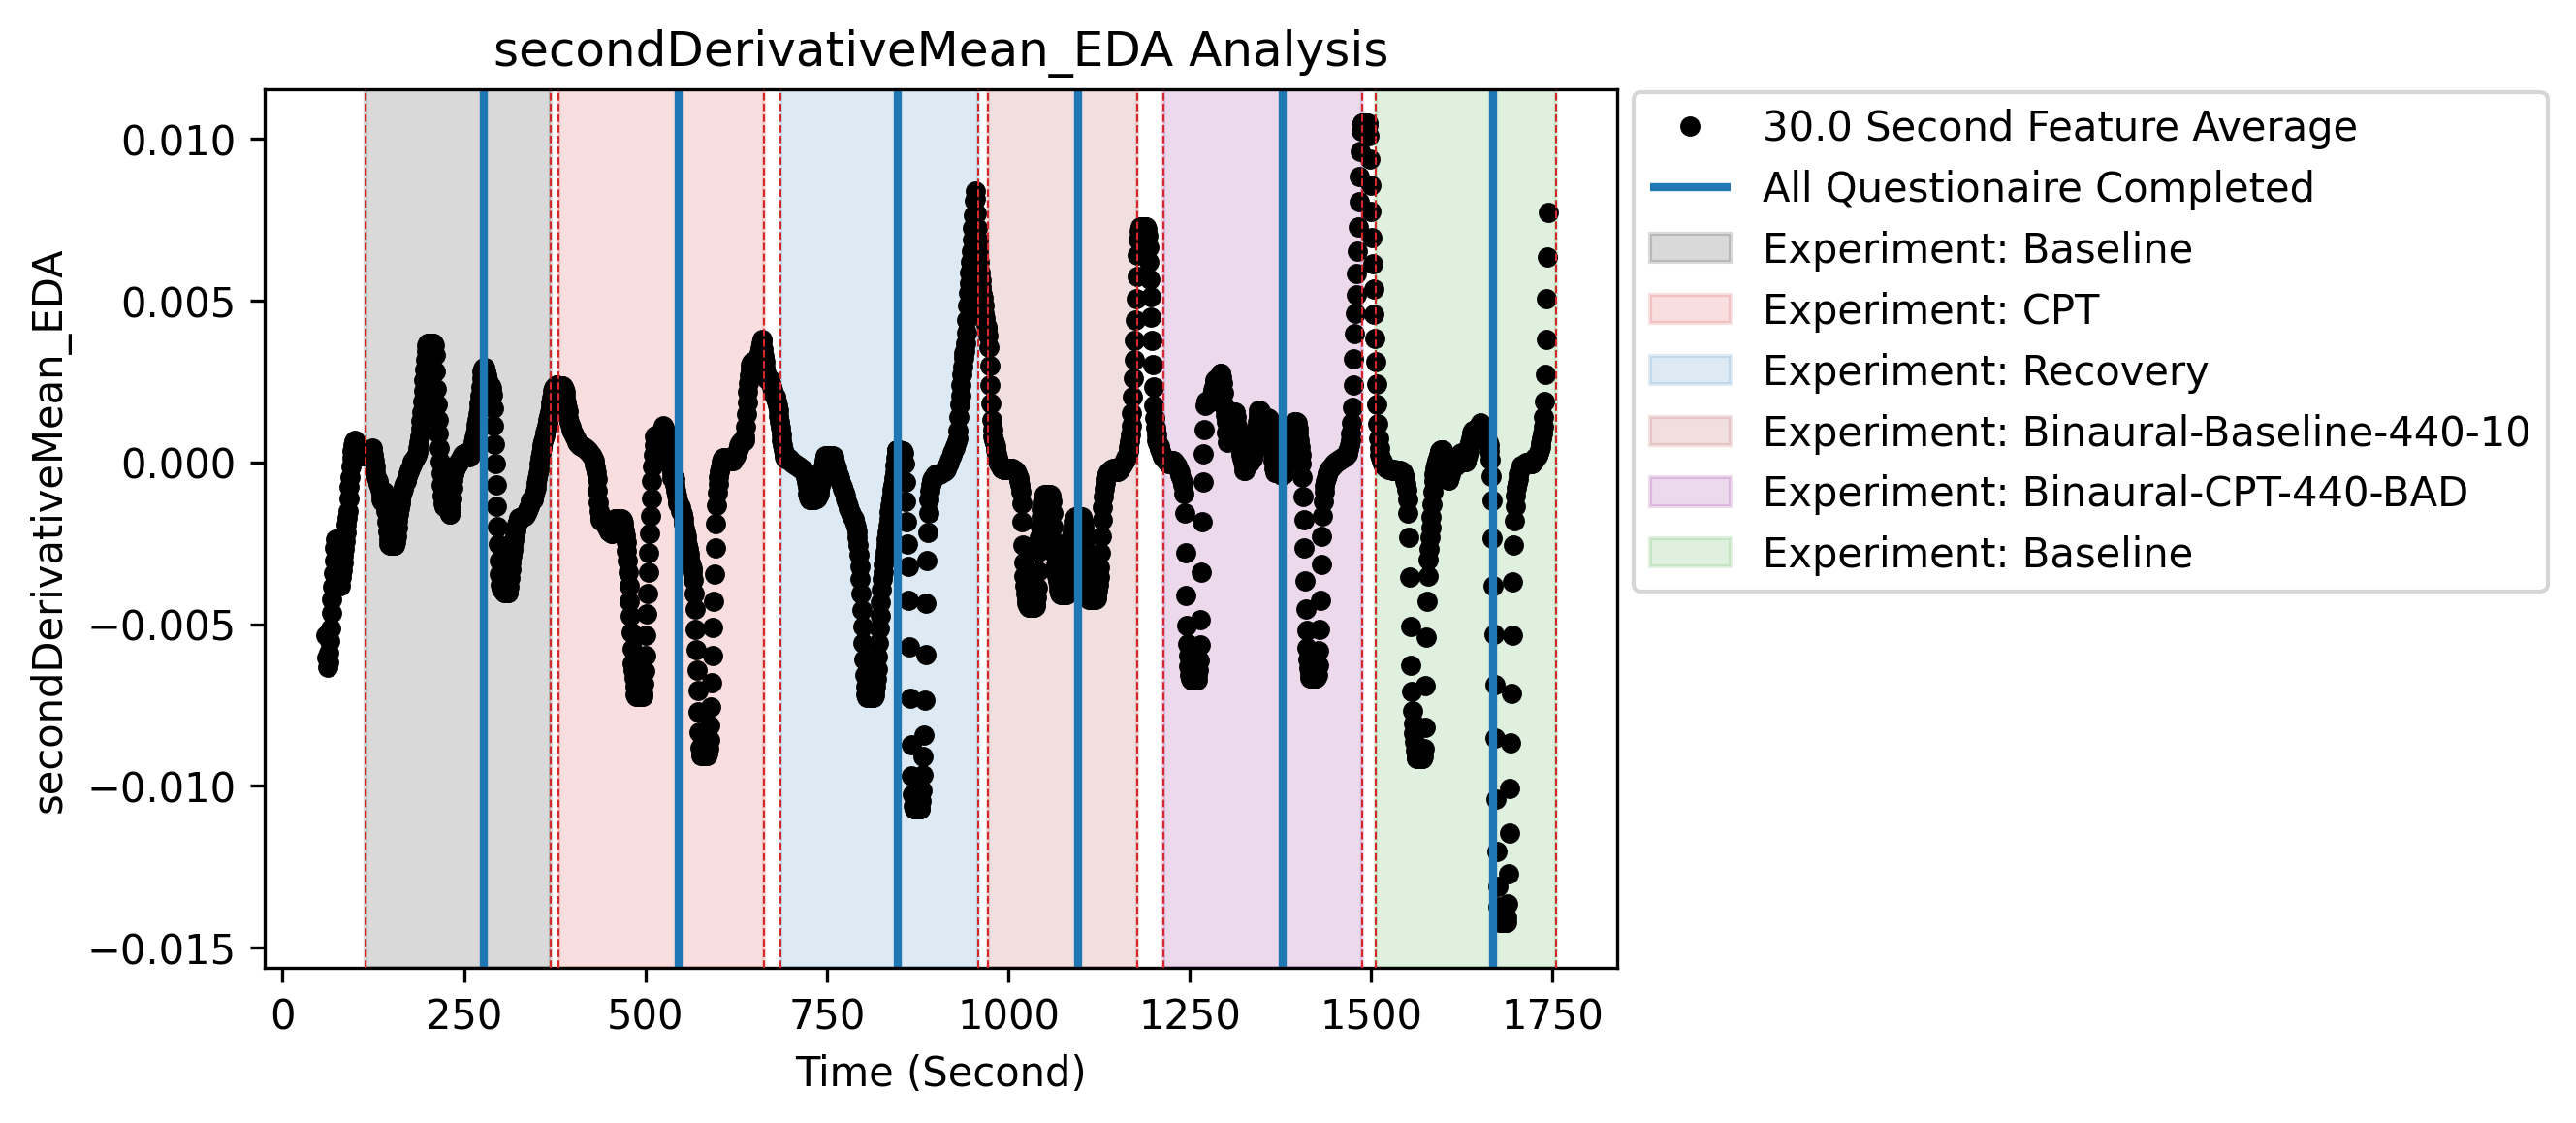 secondDerivativeMean_EDA Analysis
secondDerivativeMean_EDA
0.010
0.005
0.000
−0.005
−0.010
−0.015
0 250 500 750 1000 1250 1500 1750
Time (Second)
30.0 Second Feature Average
All Questionaire Completed
Experiment: Baseline
Experiment: CPT
Experiment: Recovery
Experiment: Binaural-Baseline-440-10
Experiment: Binaural-CPT-440-BAD
Experiment: Baseline